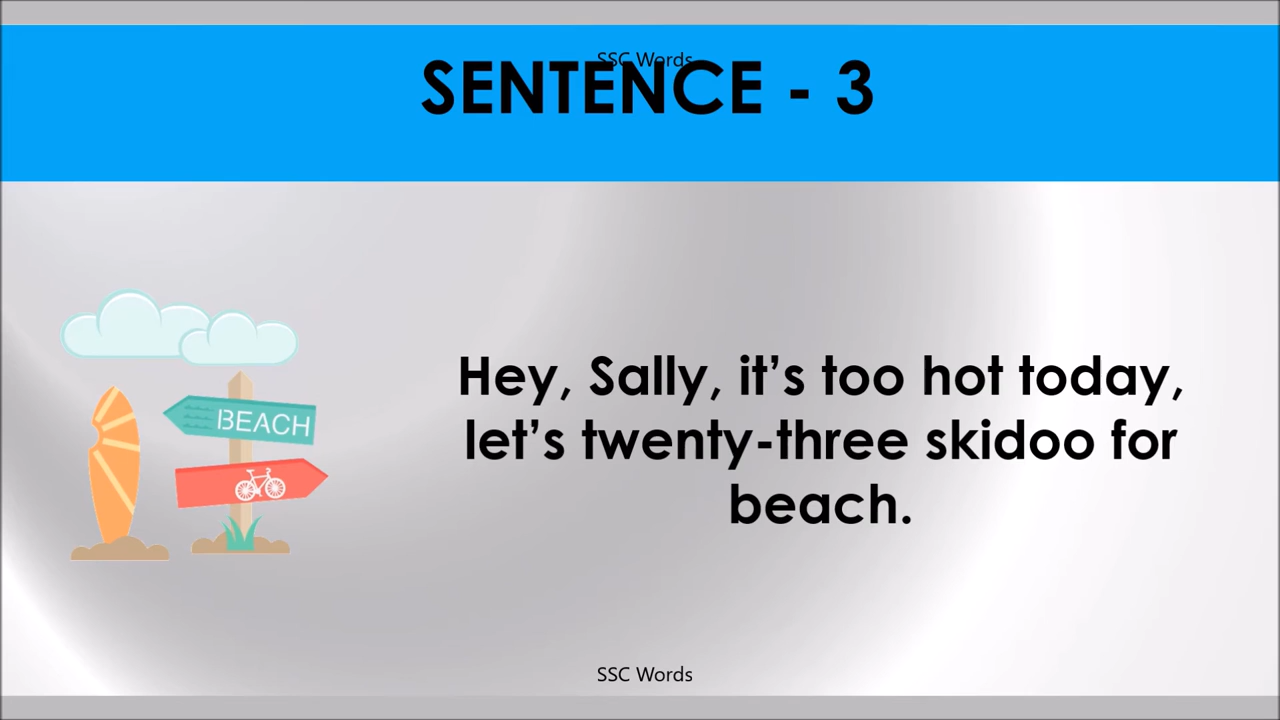 SSC Words
SENTENCE - 3
BEACH
Hey, Sally, it’s too hot today,
let’s twenty-three skidoo for
beach.
SSC Words